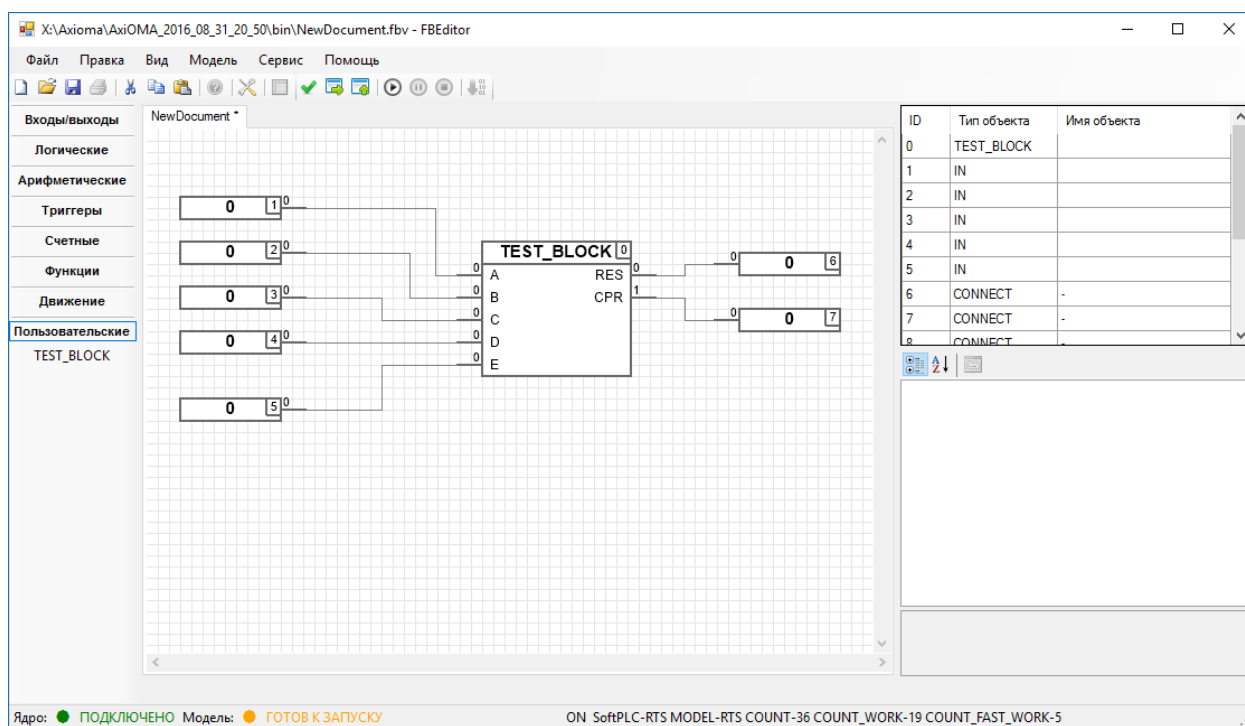 X:\Axioma\AxiOMA_2016_08_31_20_50\bin\NewDocument.fbv - FBEditor
Файл Правка Вид Модель Сервис Помощь
Входы/выходы
Логические
Арифметические
Триггеры
Счетные
Функции
Движение
Пользовательские
TEST_BLOCK
NewDocument *
0 1 0
0 2 0
0 3 0
0 4 0
0 5 0
TEST_BLOCK 0
0 A RES 0
0 B CPR 1
0 C
0 D
0 E
0 0 6
0 0 7
ID Тип объекта Имя объекта
0 TEST_BLOCK
1 IN
2 IN
3 IN
4 IN
5 IN
6 CONNECT -
7 CONNECT -
8 CONNECT -
Ядро: ПОДКЛЮЧЕНО Модель: ГОТОВ К ЗАПУСКУ ON SoftPLC-RTS MODEL-RTS COUNT-36 COUNT_WORK-19 COUNT_FAST_WORK-5